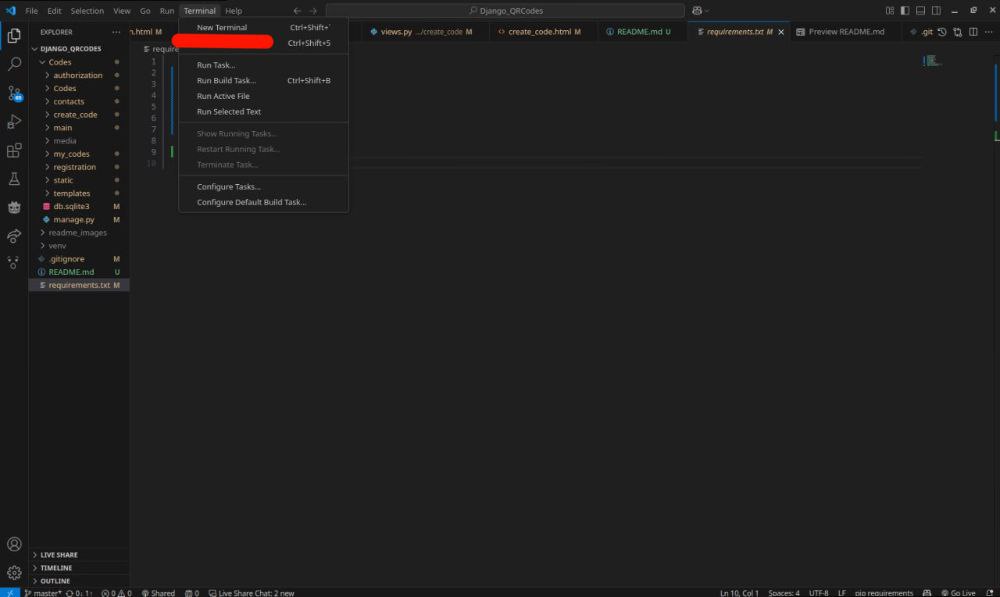 File Edit Selection View Go Run Terminal Help
Django_QRCodes
EXPLORER
n.html M
views.py .../create_code M
create_code.html M
README.md U
requirements.txt M
Preview README.md
.git
New Terminal Ctrl+Shift+`
Ctrl+Shift+5
Run Task...
Run Build Task... Ctrl+Shift+B
Run Active File
Run Selected Text
Show Running Tasks...
Restart Running Task...
Terminate Task...
Configure Tasks...
Configure Default Build Task...
DJANGO_QRCODES
Codes
authorization
Codes
contacts
create_code
main
media
my_codes
registration
static
templates
db.sqlite3 M
manage.py M
readme_images
venv
.gitignore M
README.md U
requirements.txt M
require
1
2
3
4
5
6
7
8
9
10
LIVE SHARE
TIMELINE
OUTLINE
master* 0↓ 1↑ 0 0 Shared 0 Live Share Chat: 2 new
Ln 10, Col 1 Spaces: 4 UTF-8 LF pip requirements Go Live